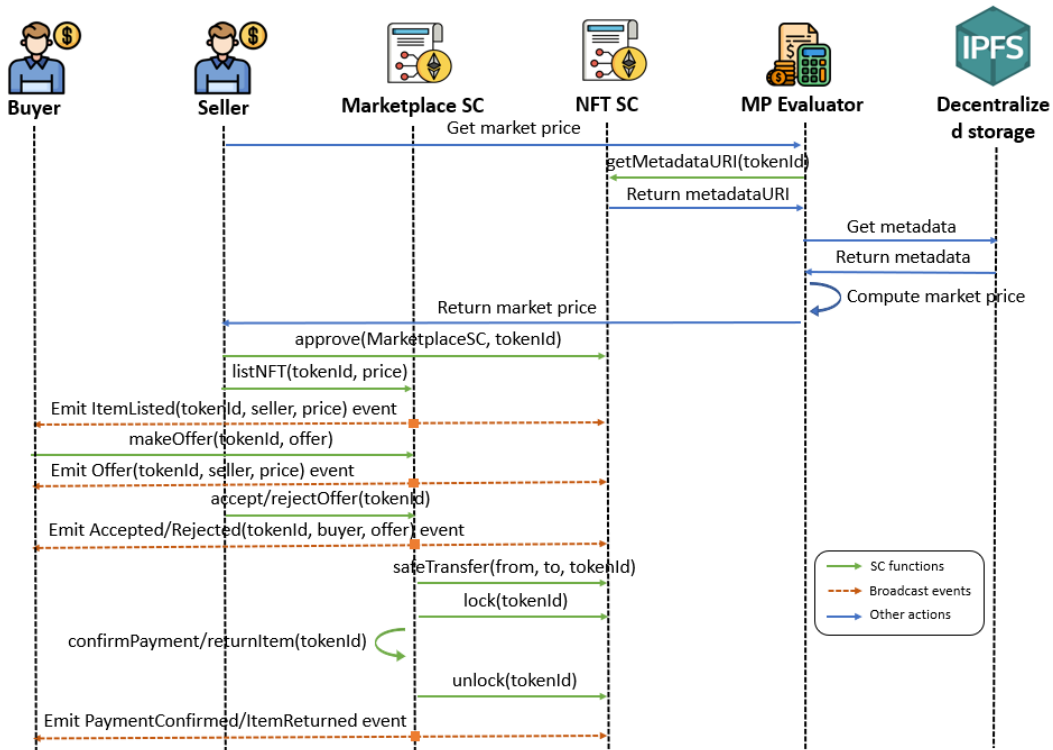 IPFS
Buyer
Seller
Marketplace SC
NFT SC
MP Evaluator
Decentralize
d storage
Get market price
getMetadataURI(tokenId)
Return metadataURI
Get metadata
Return metadata
Compute market price
Return market price
approve(MarketplaceSC, tokenId)
listNFT(tokenId, price)
Emit ItemListed(tokenId, seller, price) event
makeOffer(tokenId, offer)
Emit Offer(tokenId, seller, price) event
accept/rejectOffer(tokenId)
Emit Accepted/Rejected(tokenId, buyer, offer) event
safeTransfer(from, to, tokenId)
lock(tokenId)
confirmPayment/returnItem(tokenId)
unlock(tokenId)
Emit PaymentConfirmed/ItemReturned event
SC functions
Broadcast events
Other actions